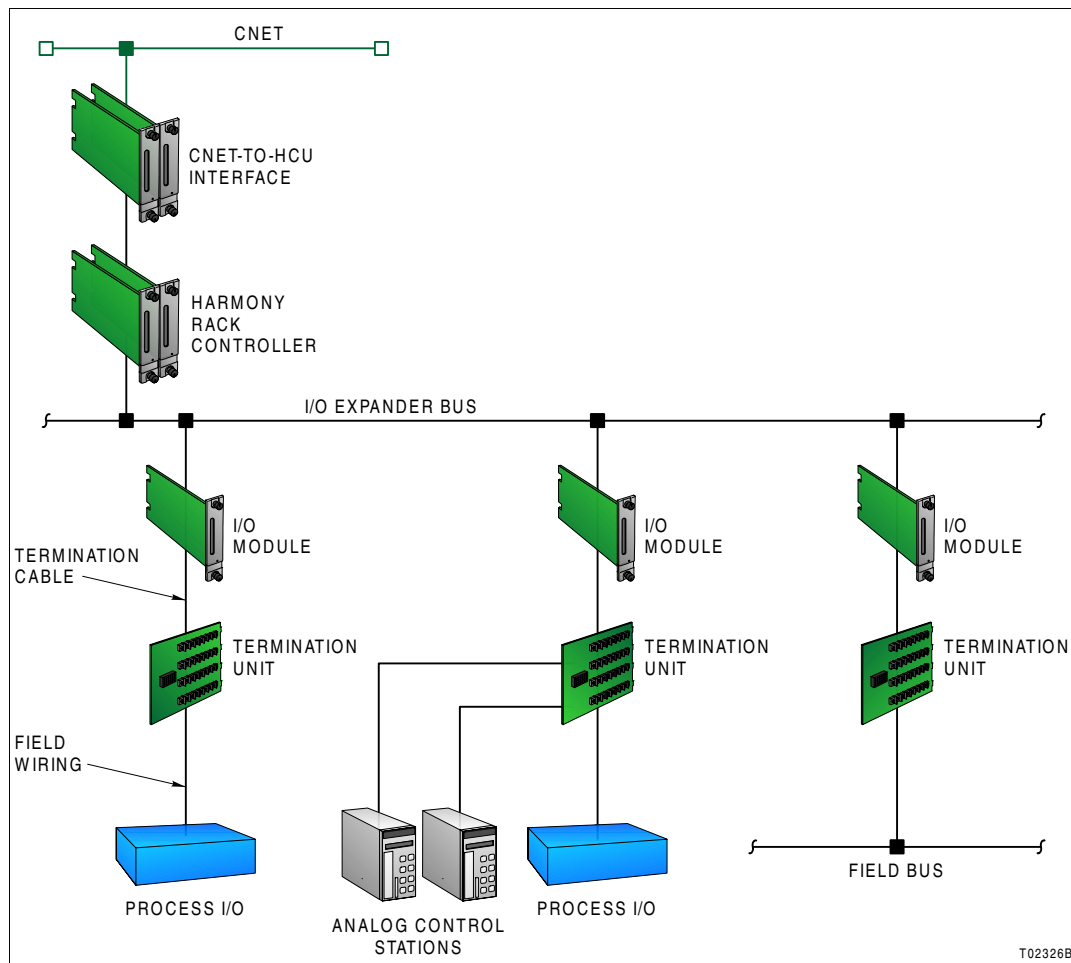 CNET
CNET-TO-HCU
INTERFACE
HARMONY
RACK
CONTROLLER
I/O EXPANDER BUS
I/O
MODULE
I/O
MODULE
I/O
MODULE
TERMINATION
CABLE
TERMINATION
UNIT
TERMINATION
UNIT
TERMINATION
UNIT
FIELD
WIRING
PROCESS I/O
ANALOG CONTROL
STATIONS
PROCESS I/O
FIELD BUS
T02326B